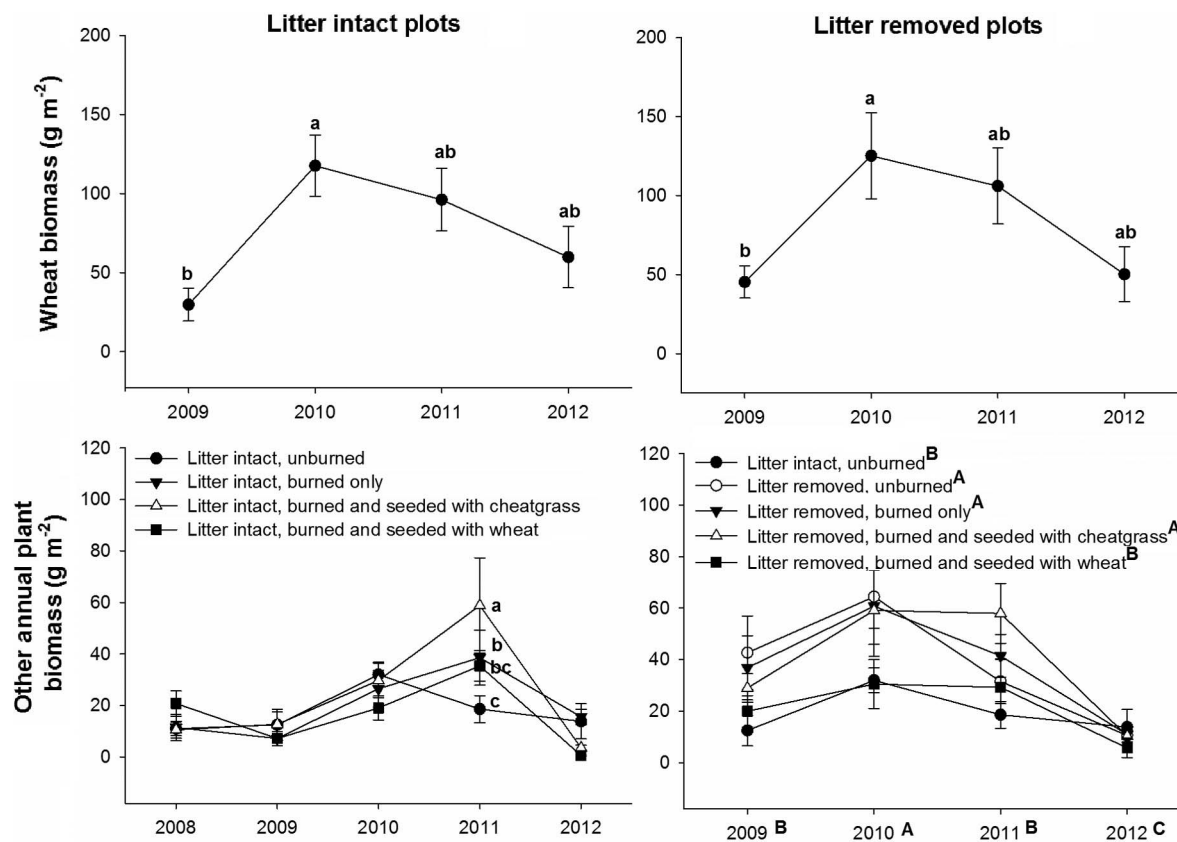 Litter intact plots
Wheat biomass (g m-2)
200
150
100
50
0
b
a
ab
ab
2009
2010
2011
2012
Litter removed plots
200
150
100
50
0
b
a
ab
ab
2009
2010
2011
2012
Other annual plant
biomass (g m-2)
120
100
80
60
40
20
0
Litter intact, unburned
Litter intact, burned only
Litter intact, burned and seeded with cheatgrass
Litter intact, burned and seeded with wheat
a
b
bc
c
2008
2009
2010
2011
2012
120
100
80
60
40
20
0
Litter intact, unburned B
Litter removed, unburned A
Litter removed, burned only A
Litter removed, burned and seeded with cheatgrass A
Litter removed, burned and seeded with wheat B
2009 B
2010 A
2011 B
2012 C